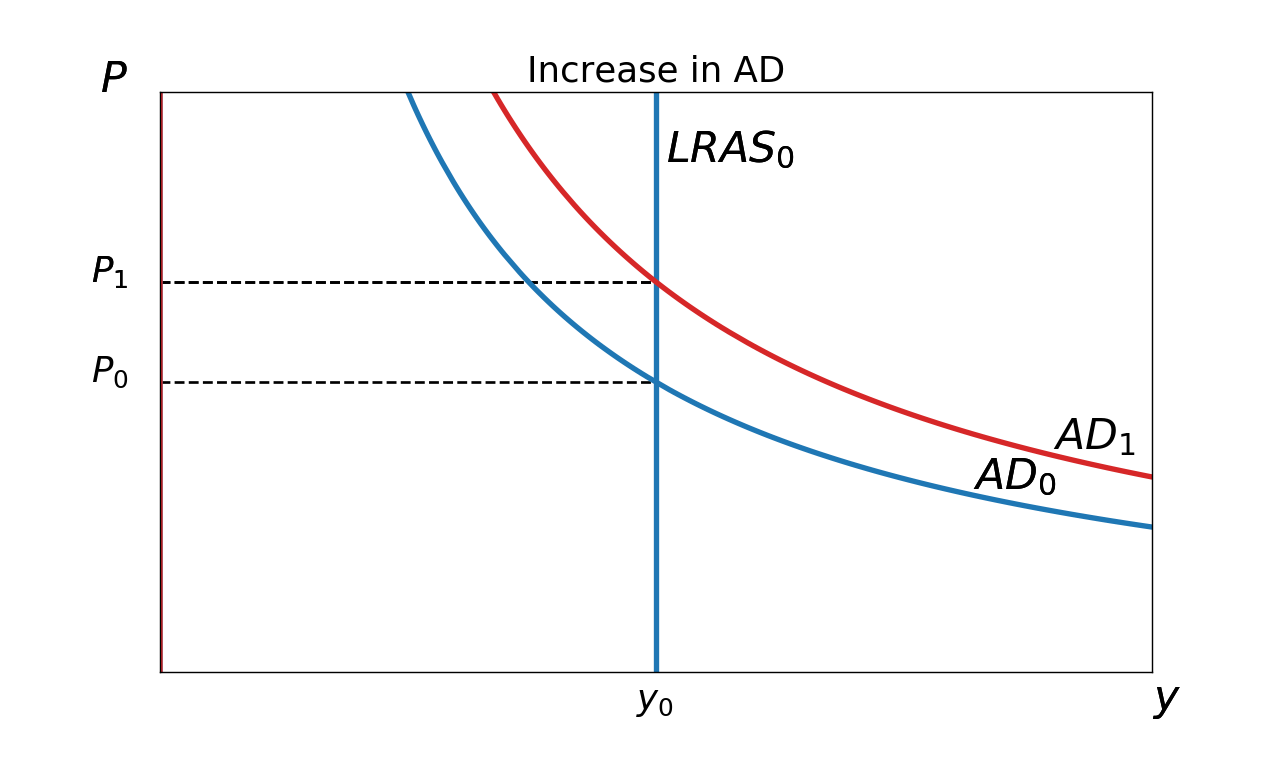 Increase in AD
P
LRAS₀
P₁
P₀
AD₁
AD₀
y₀
y